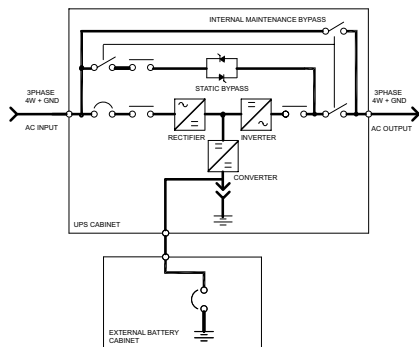 INTERNAL MAINTENANCE BYPASS
STATIC BYPASS
3PHASE
4W + GND
AC INPUT
3PHASE
4W + GND
AC OUTPUT
RECTIFIER
INVERTER
CONVERTER
UPS CABINET
EXTERNAL BATTERY
CABINET